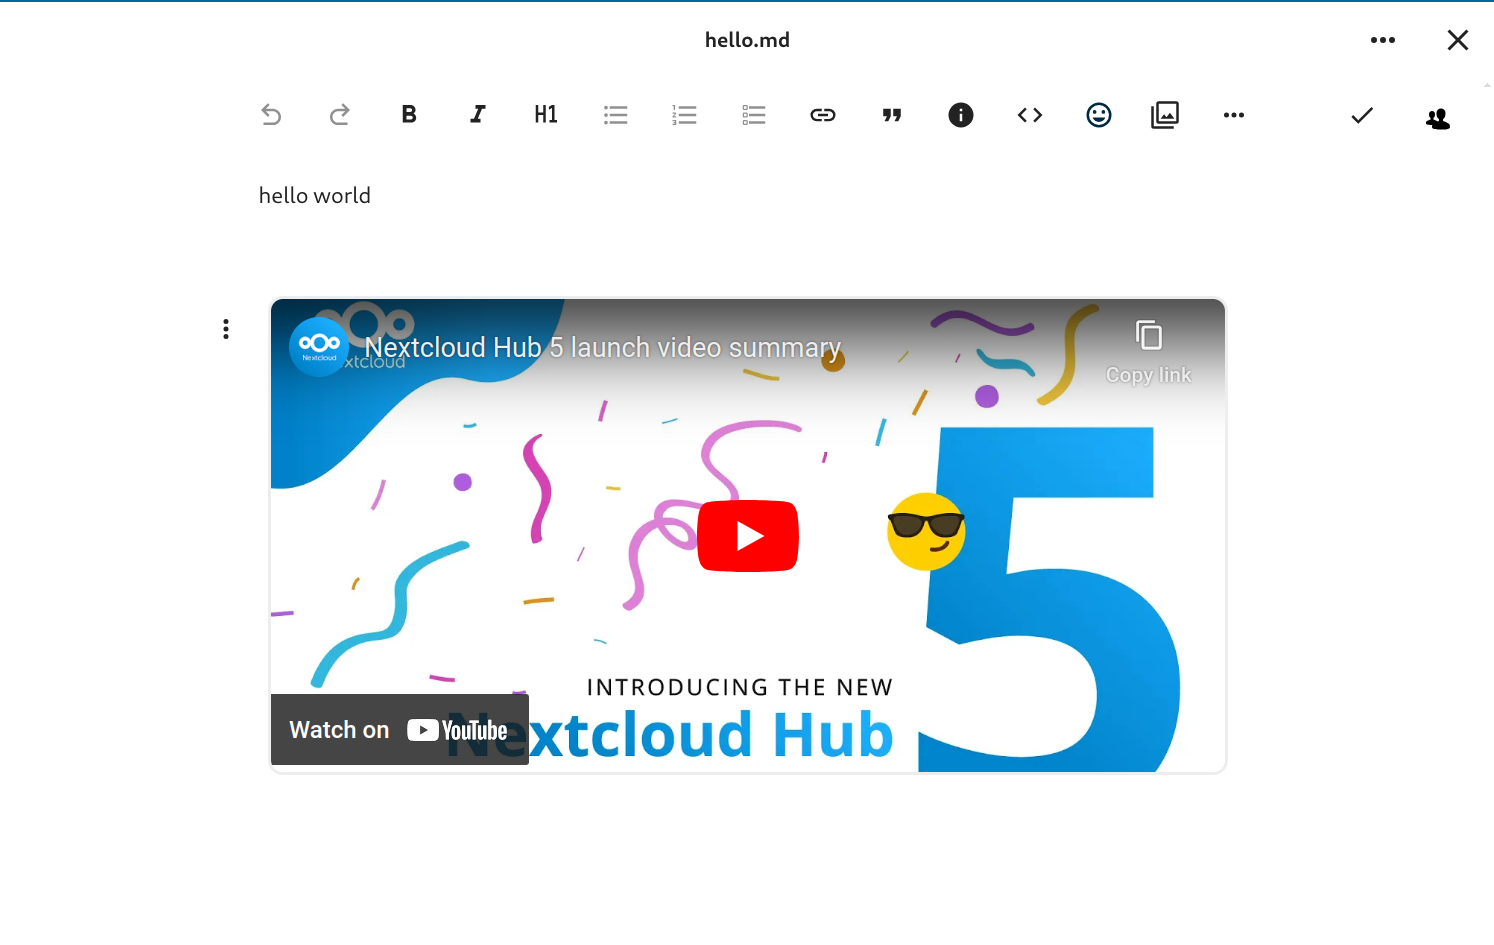 hello.md
B I H1
hello world
Nextcloud
Nextcloud Hub 5 launch video summary
xtcloud
Copy link
5
INTRODUCING THE NEW
Nextcloud Hub
Watch on YouTube